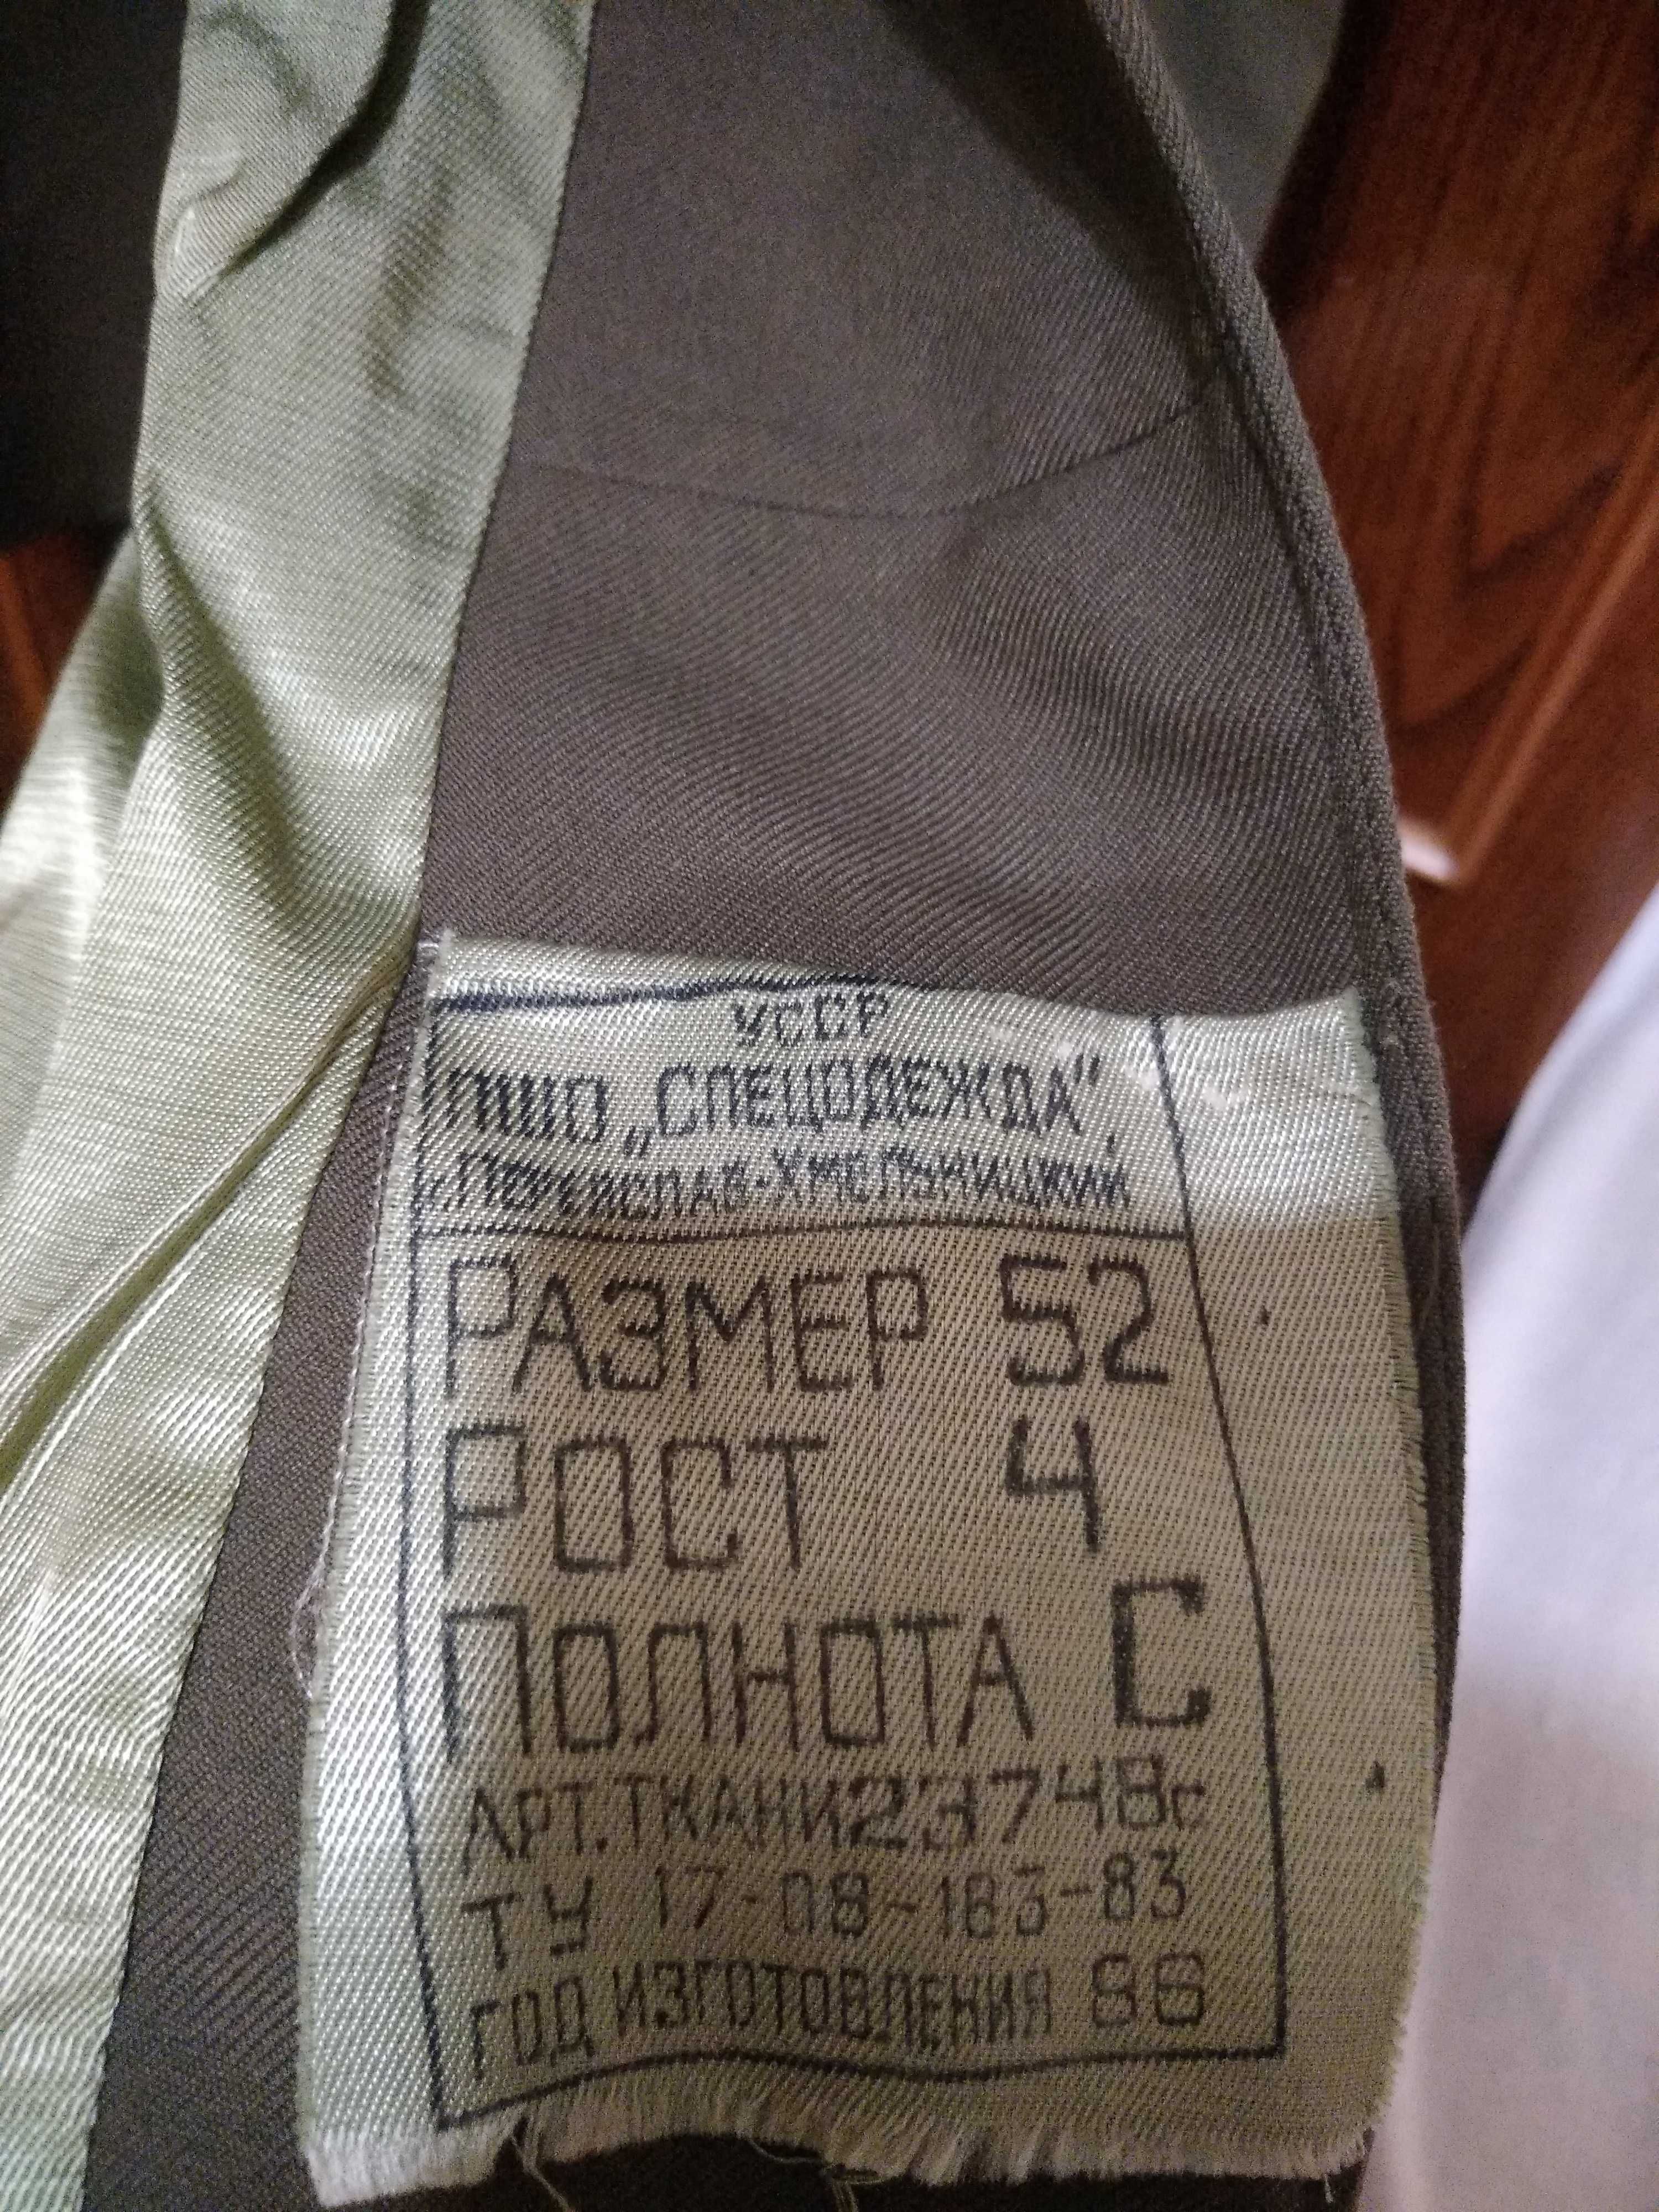 УССР
ПШО „СПЕЦОДЕЖДА",
г.ПЕРЕЯСЛАВ-ХМЕЛЬНИЦКИЙ
РАЗМЕР 52
РОСТ 4
ПОЛНОТА С
АРТ.ТКАНИ 23748с
ТУ 17-08-183-83
ГОД ИЗГОТОВЛЕНИЯ 86